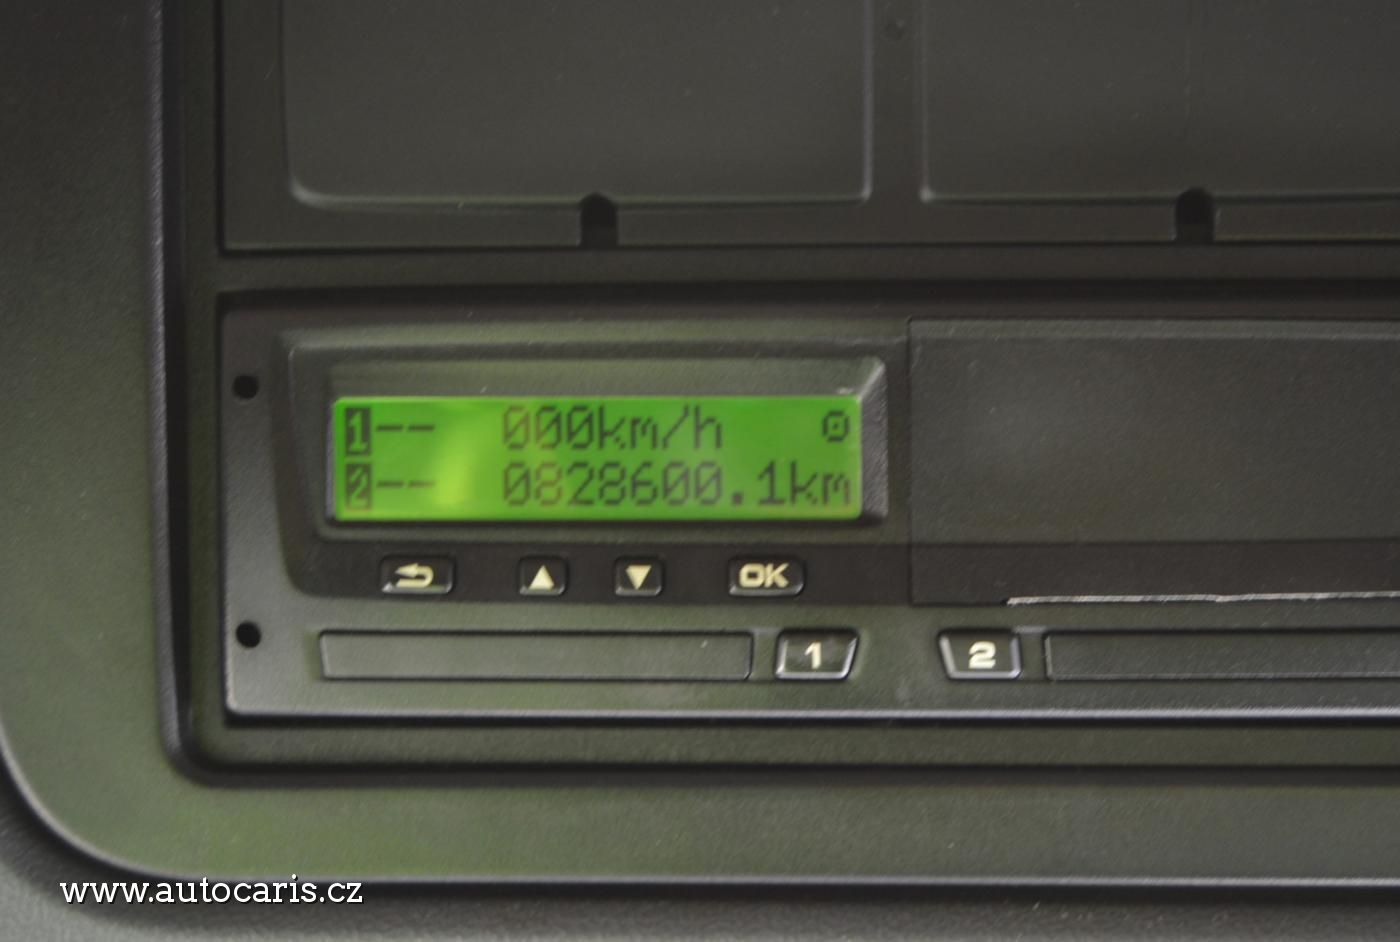 1-- 000km/h
2-- 0828600.1km
OK
1 2
www.autocaris.cz